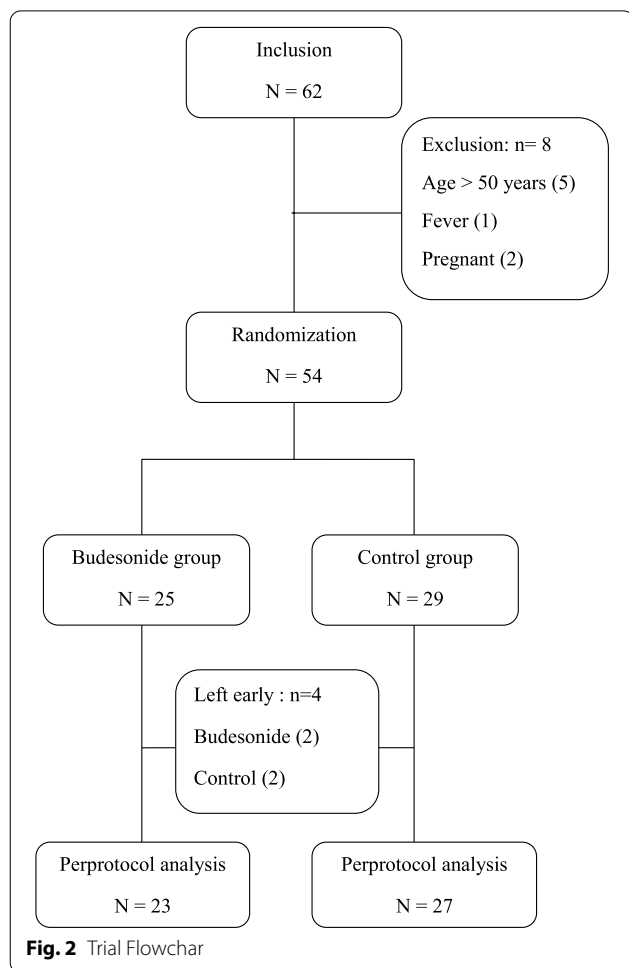 Inclusion
N = 62
Exclusion: n= 8
Age > 50 years (5)
Fever (1)
Pregnant (2)
Randomization
N = 54
Budesonide group
N = 25
Control group
N = 29
Left early : n=4
Budesonide (2)
Control (2)
Perprotocol analysis
N = 23
Perprotocol analysis
N = 27
Fig. 2 Trial Flowchar